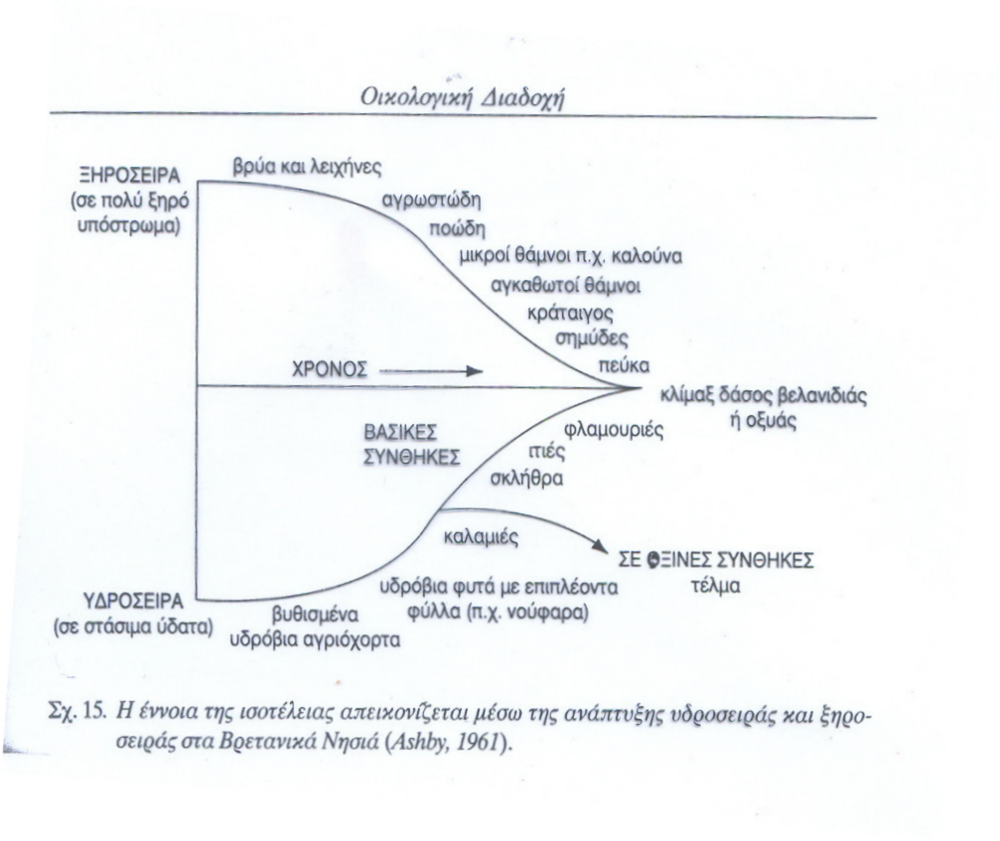 Οικολογική Διαδοχή
ΞΗΡΟΣΕΙΡΑ
(σε πολύ ξηρό
υπόστρωμα)
βρύα και λειχήνες
αγρωστώδη
ποώδη
μικροί θάμνοι π.χ. καλούνα
αγκαθωτοί θάμνοι
κράταιγος
σημύδες
πεύκα
ΧΡΟΝΟΣ
κλίμαξ δάσος βελανιδιάς
ή οξυάς
ΒΑΣΙΚΕΣ
ΣΥΝΘΗΚΕΣ
φλαμουριές
ιτιές
σκλήθρα
καλαμιές
ΣΕ ΟΞΙΝΕΣ ΣΥΝΘΗΚΕΣ
τέλμα
υδρόβια φυτά με επιπλέοντα
φύλλα (π.χ. νούφαρα)
ΥΔΡΟΣΕΙΡΑ
(σε στάσιμα ύδατα)
βυθισμένα
υδρόβια αγριόχορτα
Σχ. 15. Η έννοια της ισοτέλειας απεικονίζεται μέσω της ανάπτυξης υδροσειράς και ξηρο-
σειράς στα Βρετανικά Νησιά (Ashby, 1961).